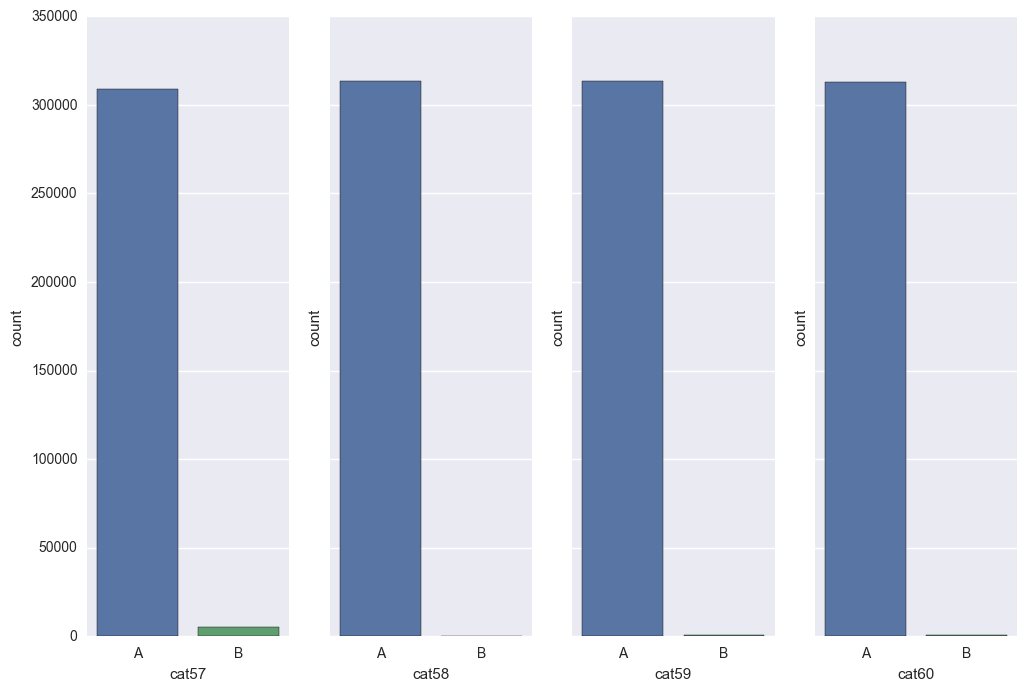 350000
300000
250000
200000
150000
100000
50000
0
count
count
count
count
A B
A B
A B
A B
cat57
cat58
cat59
cat60